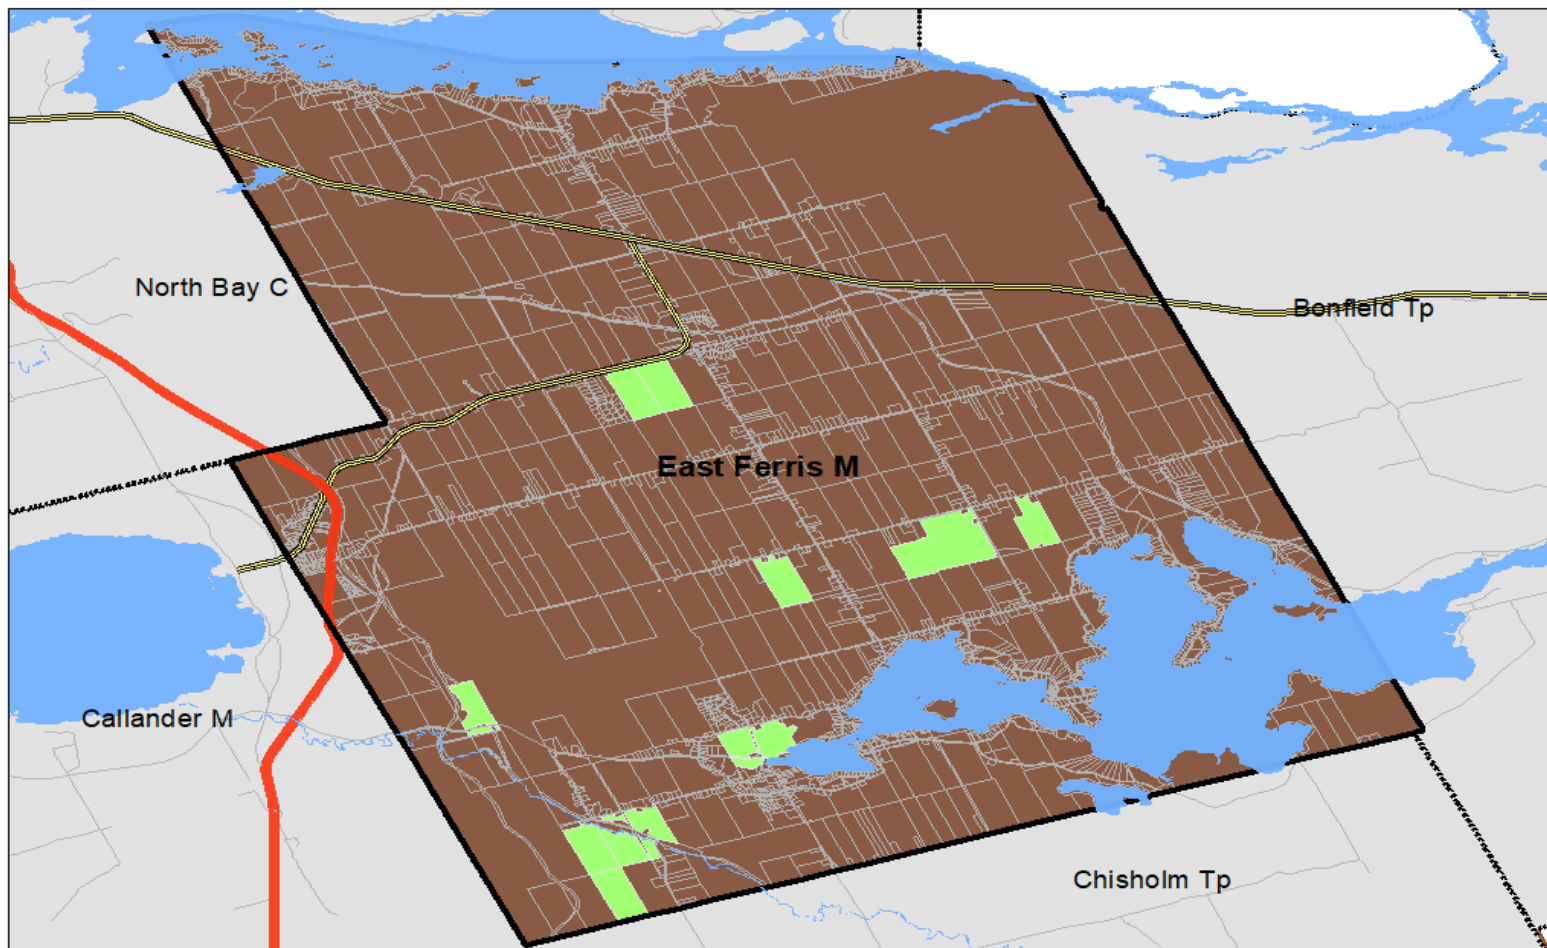 North Bay C
Bonfield Tp
East Ferris M
Callander M
Chisholm Tp